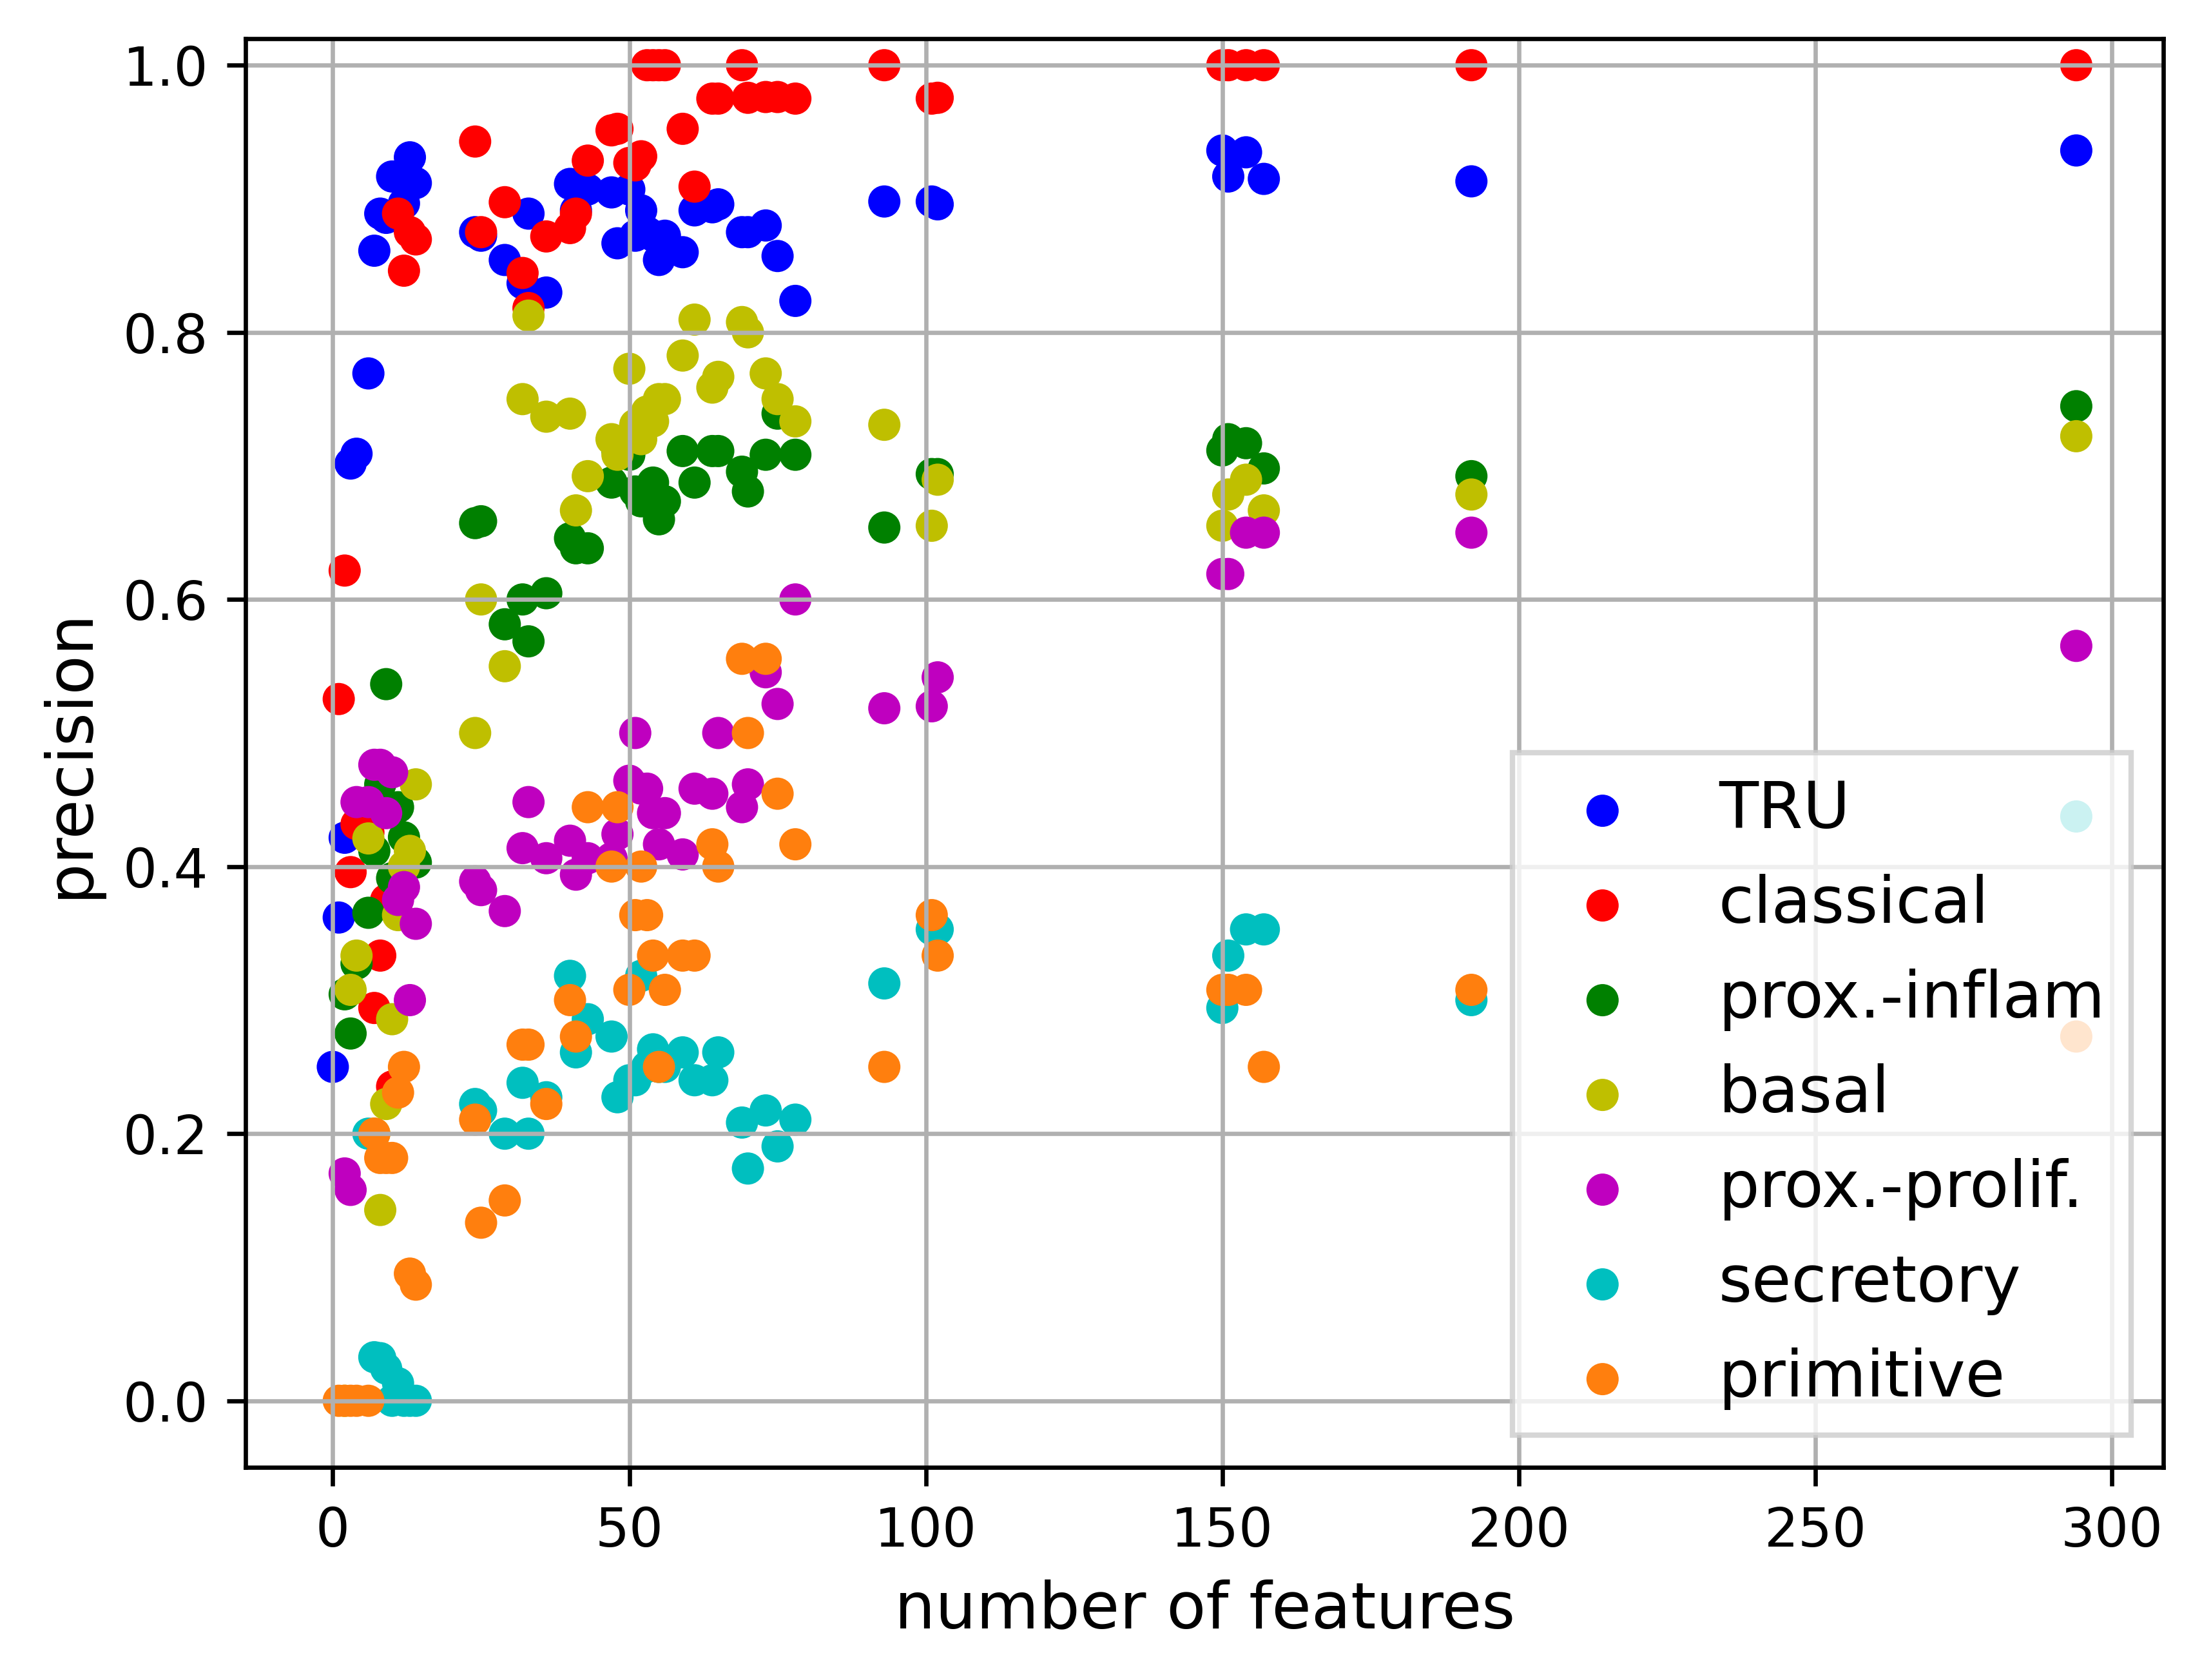 1.0
0.8
0.6
0.4
0.2
0.0
precision
0
50
100
150
200
250
300
number of features
TRU
classical
prox.-inflam
basal
prox.-prolif.
secretory
primitive